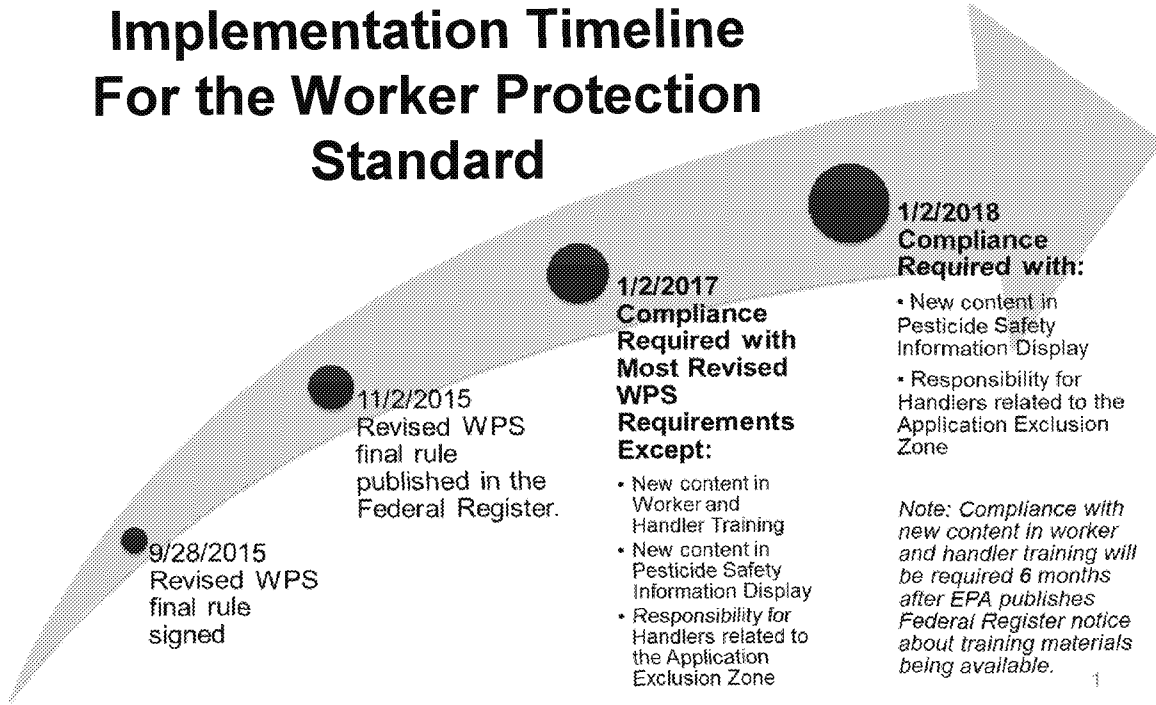 Implementation Timeline
For the Worker Protection
Standard
9/28/2015
Revised WPS
final rule
signed
11/2/2015
Revised WPS
final rule
published in the
Federal Register.
1/2/2017
Compliance
Required with
Most Revised
WPS
Requirements
Except:
• New content in
Worker and
Handler Training
• New content in
Pesticide Safety
Information Display
• Responsibility for
Handlers related to
the Application
Exclusion Zone
1/2/2018
Compliance
Required with:
• New content in
Pesticide Safety
Information Display
• Responsibility for
Handlers related to the
Application Exclusion
Zone
Note: Compliance with
new content in worker
and handler training will
be required 6 months
after EPA publishes
Federal Register notice
about training materials
being available.
1